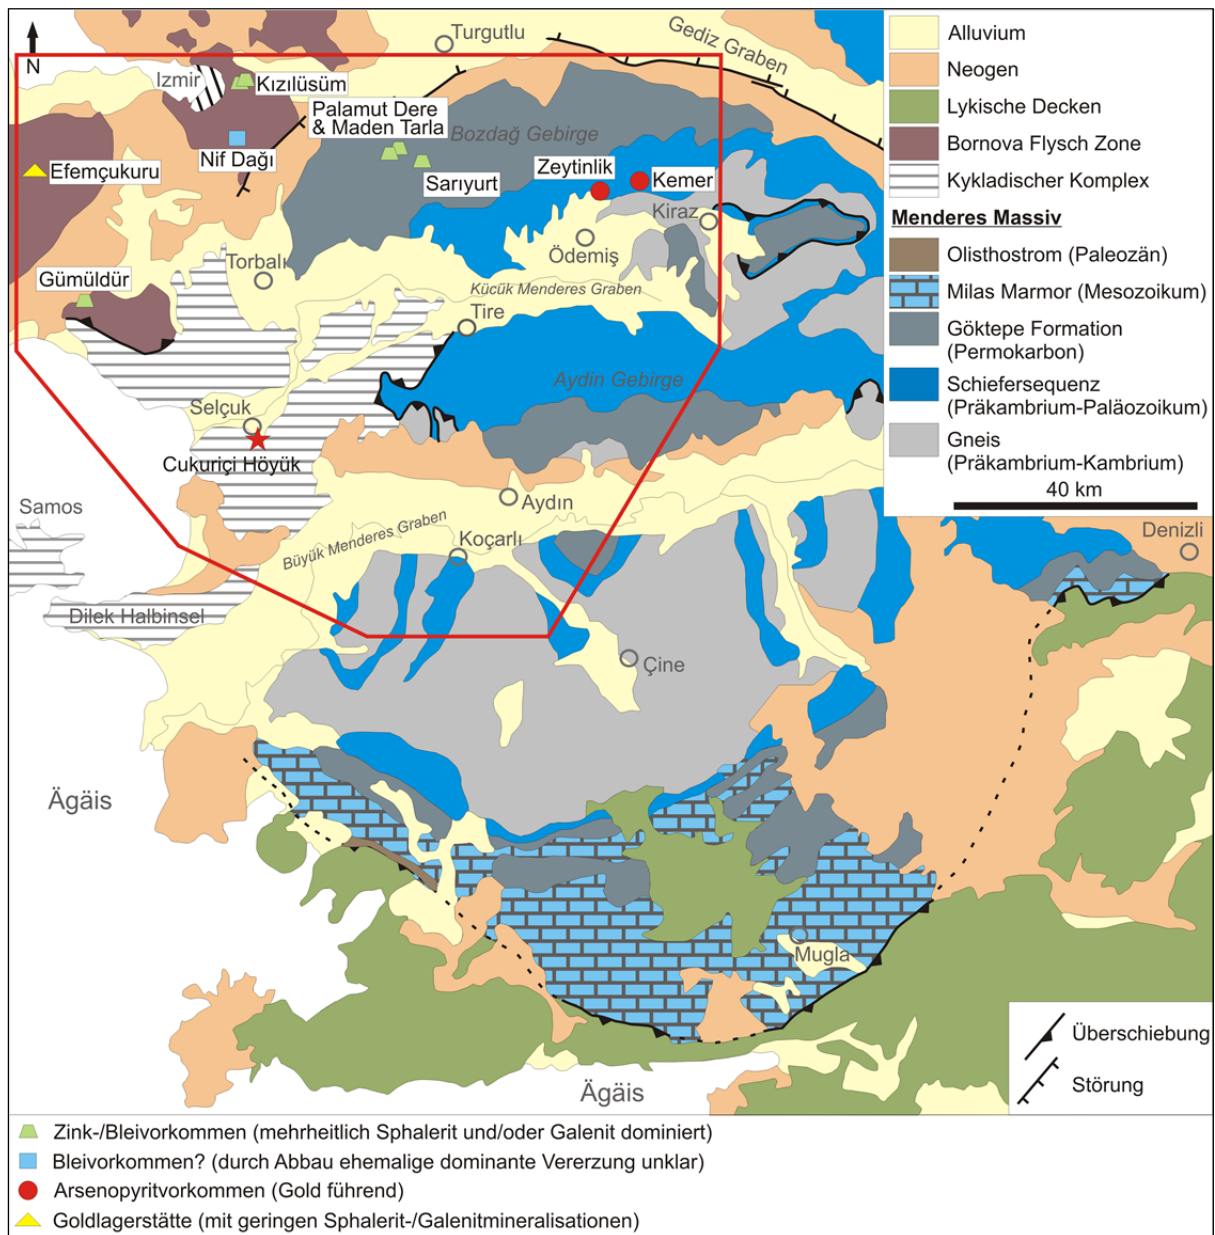 N
Izmir
Kızılüsüm
Turgutlu
Gediz Graben
Palamut Dere
& Maden Tarla
Bozdağ Gebirge
Nif Dağı
Efemçukuru
Sarıyurt
Zeytinlik
Kemer
Kiraz
Ödemiş
Torbalı
Gümüldür
Kücük Menderes Graben
Tire
Aydin Gebirge
Selçuk
Cukuriçi Höyük
Samos
Aydın
Büyük Menderes Graben
Koçarlı
Dilek Halbinsel
Çine
Denizli
Ägäis
Mugla
Ägäis
Alluvium
Neogen
Lykische Decken
Bornova Flysch Zone
Kykladischer Komplex
Menderes Massiv
Olisthostrom (Paleozän)
Milas Marmor (Mesozoikum)
Göktepe Formation
(Permokarbon)
Schiefersequenz
(Präkambrium-Paläozoikum)
Gneis
(Präkambrium-Kambrium)
40 km
Überschiebung
Störung
Zink-/Bleivorkommen (mehrheitlich Sphalerit und/oder Galenit dominiert)
Bleivorkommen? (durch Abbau ehemalige dominante Vererzung unklar)
Arsenopyritvorkommen (Gold führend)
Goldlagerstätte (mit geringen Sphalerit-/Galenitmineralisationen)